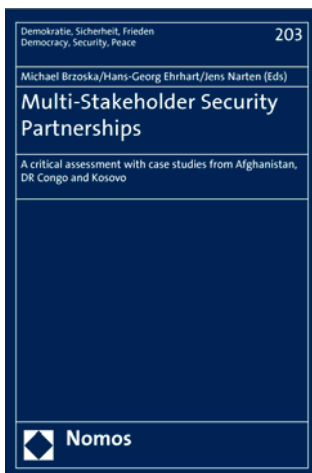 Demokratie, Sicherheit, Frieden
Democracy, Security, Peace
203
Michael Brzoska/Hans-Georg Ehrhart/Jens Narten (Eds)
Multi-Stakeholder Security
Partnerships
A critical assessment with case studies from Afghanistan,
DR Congo and Kosovo
Nomos